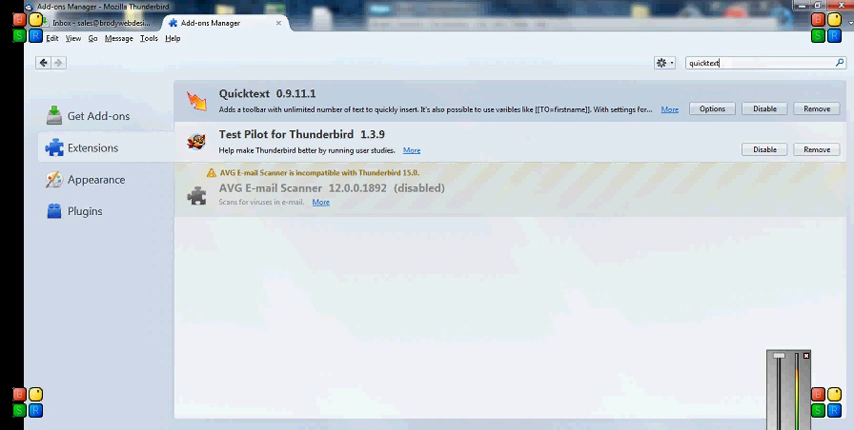 Add-ons Manager - Mozilla Thunderbird
Inbox - sales@brodywebdesi...
Add-ons Manager
Edit View Go Message Tools Help
quicktext
Quicktext 0.9.11.1
Adds a toolbar with unlimited number of text to quickly insert. It's also possible to use varibles like [[TO=firstname]]. With settings for... More
Options Disable Remove
Get Add-ons
Test Pilot for Thunderbird 1.3.9
Help make Thunderbird better by running user studies. More
Disable Remove
Extensions
AVG E-mail Scanner is incompatible with Thunderbird 15.0.
AVG E-mail Scanner 12.0.0.1892 (disabled)
Scans for viruses in e-mail. More
Appearance
Plugins
B
S R
B
S R
B
S R
B
S R